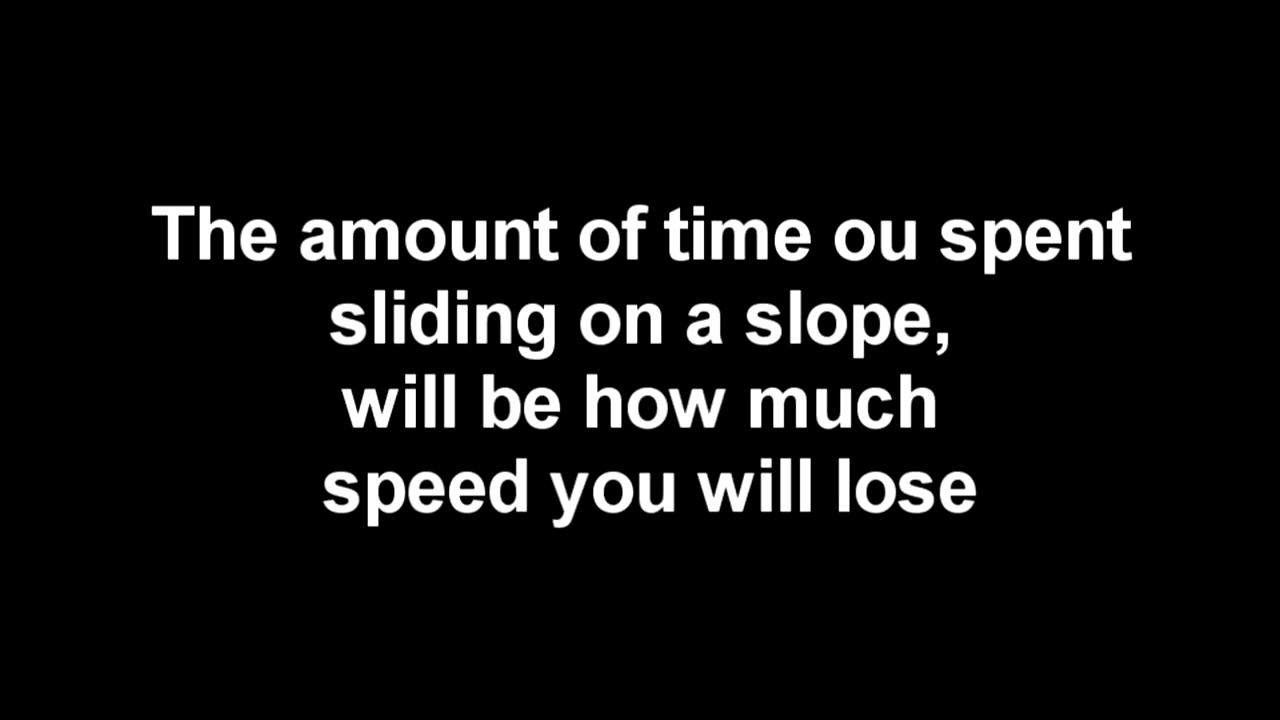 The amount of time ou spent
sliding on a slope,
will be how much
speed you will lose